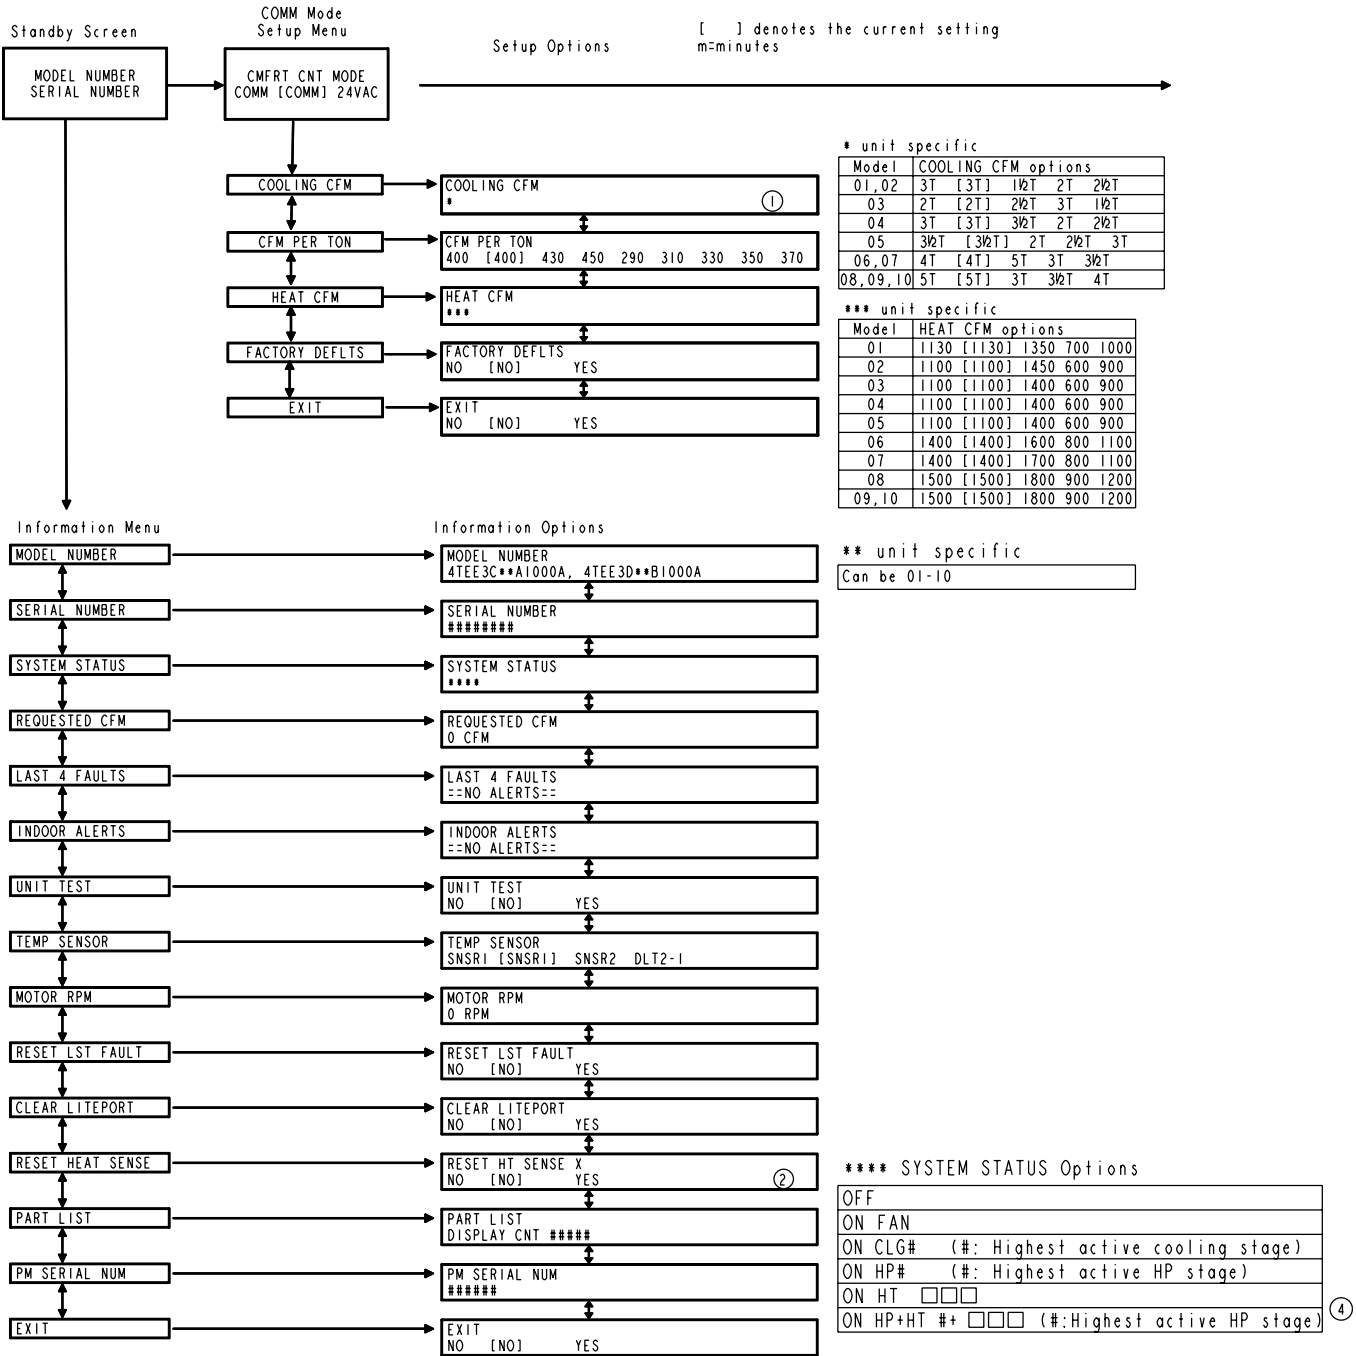 Standby Screen
COMM Mode
Setup Menu
Setup Options
[ ] denotes the current setting
m=minutes
MODEL NUMBER
SERIAL NUMBER
CMFRT CNT MODE
COMM [COMM] 24VAC
COOLING CFM
CFM PER TON
HEAT CFM
FACTORY DEFLTS
EXIT
COOLING CFM
* ①
CFM PER TON
400 [400] 430 450 290 310 330 350 370
HEAT CFM
***
FACTORY DEFLTS
NO [NO] YES
EXIT
NO [NO] YES
* unit specific
Model COOLING CFM options
01,02 3T [3T] 1½T 2T 2½T
03 2T [2T] 2½T 3T 1½T
04 3T [3T] 3½T 2T 2½T
05 3½T [3½T] 2T 2½T 3T
06,07 4T [4T] 5T 3T 3½T
08,09,10 5T [5T] 3T 3½T 4T
*** unit specific
Model HEAT CFM options
01 1130 [1130] 1350 700 1000
02 1100 [1100] 1450 600 900
03 1100 [1100] 1400 600 900
04 1100 [1100] 1400 600 900
05 1100 [1100] 1400 600 900
06 1400 [1400] 1600 800 1100
07 1400 [1400] 1700 800 1100
08 1500 [1500] 1800 900 1200
09,10 1500 [1500] 1800 900 1200
** unit specific
Can be 01-10
Information Menu
MODEL NUMBER
SERIAL NUMBER
SYSTEM STATUS
REQUESTED CFM
LAST 4 FAULTS
INDOOR ALERTS
UNIT TEST
TEMP SENSOR
MOTOR RPM
RESET LST FAULT
CLEAR LITEPORT
RESET HEAT SENSE
PART LIST
PM SERIAL NUM
EXIT
Information Options
MODEL NUMBER
4TEE3C**A1000A, 4TEE3D**B1000A
SERIAL NUMBER
########
SYSTEM STATUS
****
REQUESTED CFM
0 CFM
LAST 4 FAULTS
==NO ALERTS==
INDOOR ALERTS
==NO ALERTS==
UNIT TEST
NO [NO] YES
TEMP SENSOR
SNSR1 [SNSR1] SNSR2 DLT2-1
MOTOR RPM
0 RPM
RESET LST FAULT
NO [NO] YES
CLEAR LITEPORT
NO [NO] YES
RESET HT SENSE X
NO [NO] YES ②
PART LIST
DISPLAY CNT #####
PM SERIAL NUM
######
EXIT
NO [NO] YES
**** SYSTEM STATUS Options
OFF
ON FAN
ON CLG# (#: Highest active cooling stage)
ON HP# (#: Highest active HP stage)
ON HT □□□
ON HP+HT #+ □□□ (#:Highest active HP stage) ④